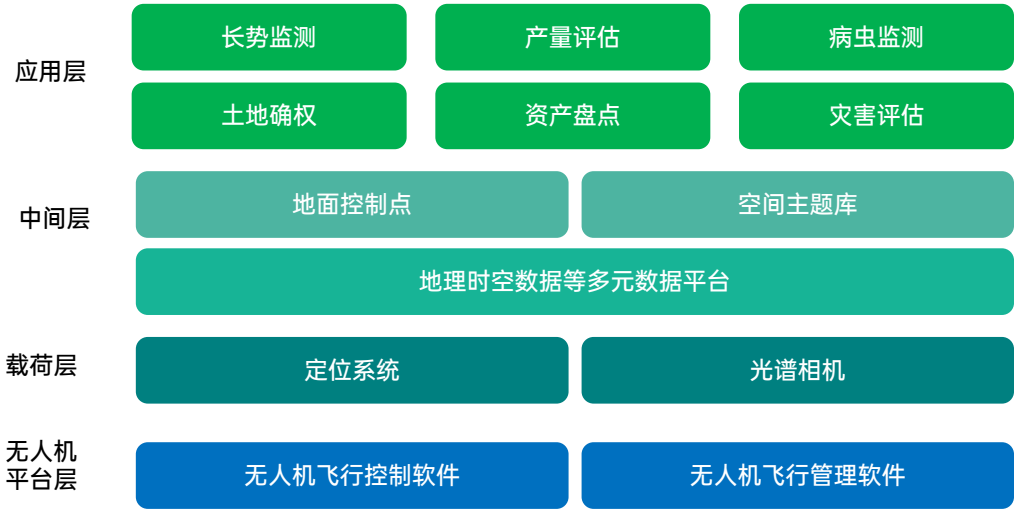 应用层
长势监测
产量评估
病虫监测
土地确权
资产盘点
灾害评估
中间层
地面控制点
空间主题库
地理时空数据等多元数据平台
载荷层
定位系统
光谱相机
无人机
平台层
无人机飞行控制软件
无人机飞行管理软件